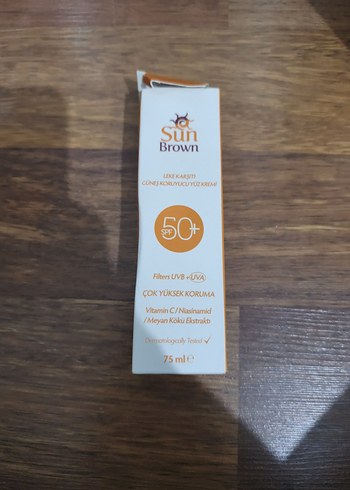 Sun
Brown
LEKE KARŞITI
GÜNEŞ KORUYUCU YÜZ KREMİ
SPF 50+
Filters UVB + UVA
ÇOK YÜKSEK KORUMA
Vitamin C / Niasinamid
/ Meyan Kökü Ekstraktı
Dermatologically Tested ✓
75 ml ℮